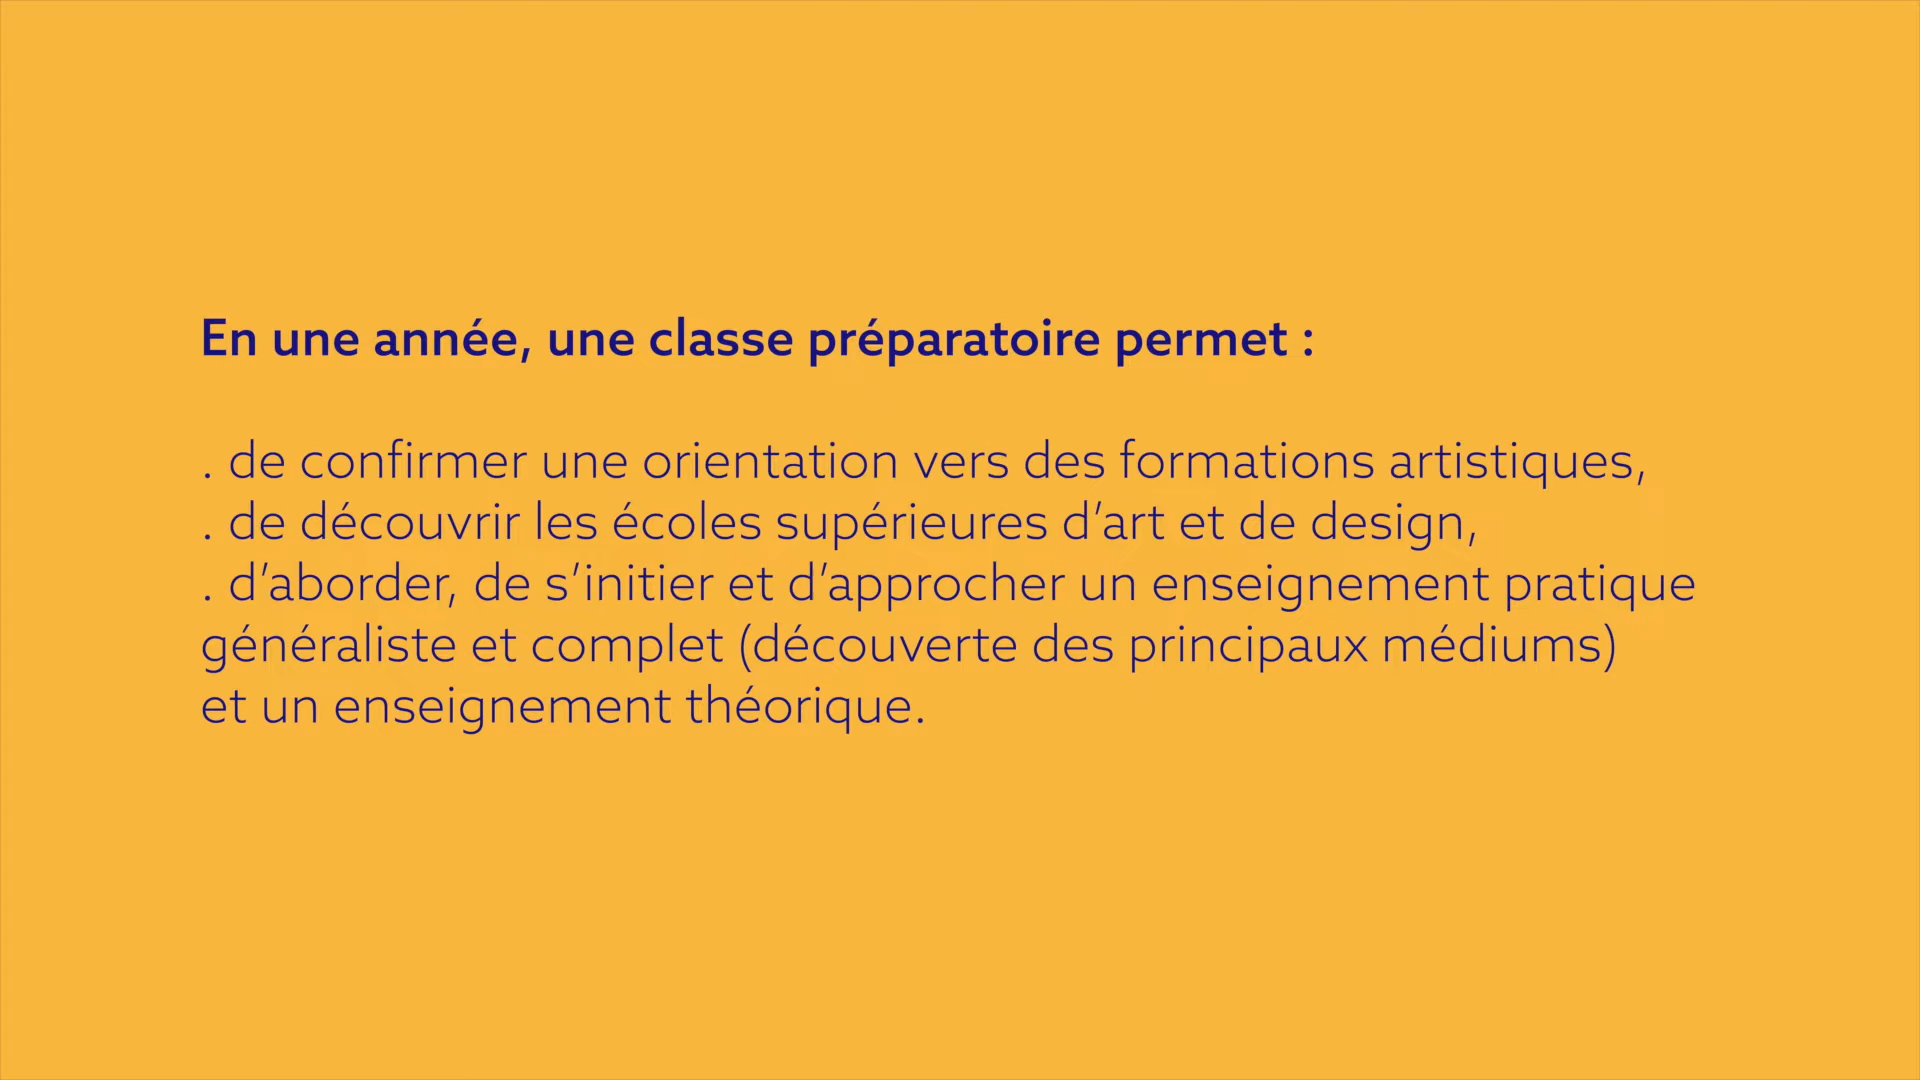 En une année, une classe préparatoire permet :
. de confirmer une orientation vers des formations artistiques,
. de découvrir les écoles supérieures d’art et de design,
. d’aborder, de s’initier et d’approcher un enseignement pratique
généraliste et complet (découverte des principaux médiums)
et un enseignement théorique.